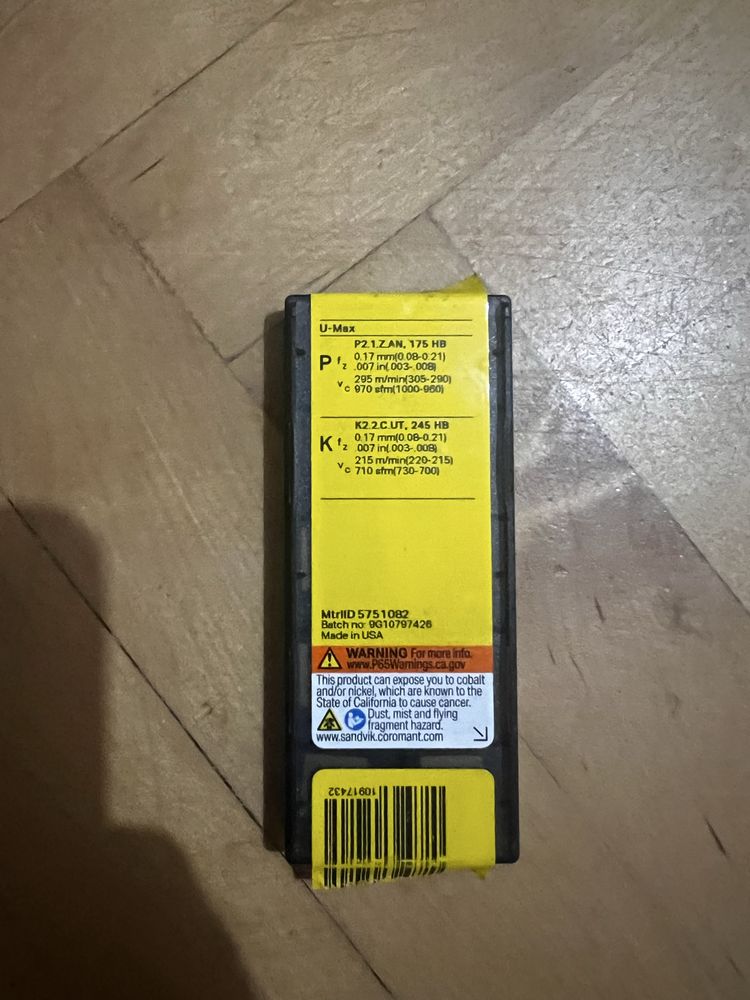 U-Max
P2.1.Z.AN, 175 HB
P fz 0.17 mm(0.08-0.21)
.007 in(.003-.008)
vc 295 m/min(305-290)
970 sfm(1000-960)
K2.2.C.UT, 245 HB
K fz 0.17 mm(0.08-0.21)
.007 in(.003-.008)
vc 215 m/min(220-215)
710 sfm(730-700)
MtrlID 5751082
Batch no: 9G10797426
Made in USA
WARNING For more info.
www.P65Warnings.ca.gov
This product can expose you to cobalt
and/or nickel, which are known to the
State of California to cause cancer.
Dust, mist and flying
fragment hazard.
www.sandvik.coromant.com
10917432